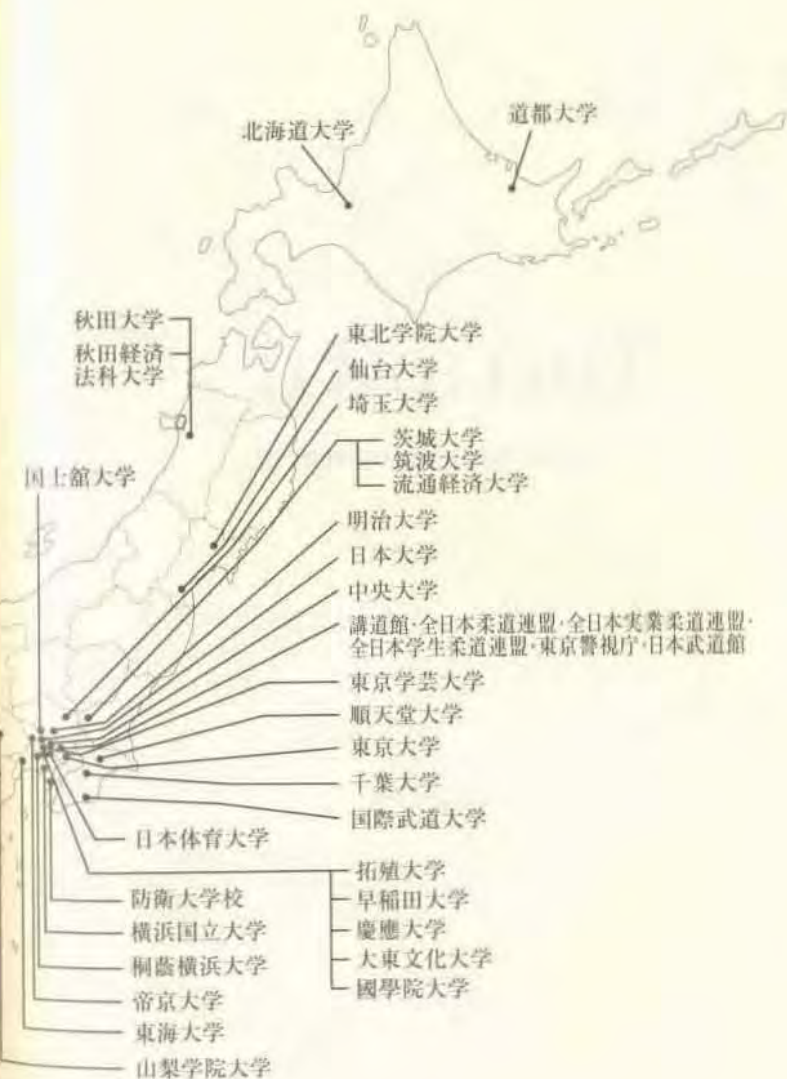 北海道大学
道都大学
秋田大学
秋田経済
法科大学
国士舘大学
東北学院大学
仙台大学
埼玉大学
茨城大学
筑波大学
流通経済大学
明治大学
日本大学
中央大学
講道館・全日本柔道連盟・全日本実業柔道連盟・
全日本学生柔道連盟・東京警視庁・日本武道館
東京学芸大学
順天堂大学
東京大学
千葉大学
国際武道大学
日本体育大学
防衛大学校
横浜国立大学
桐蔭横浜大学
帝京大学
東海大学
山梨学院大学
拓殖大学
早稲田大学
慶應大学
大東文化大学
國學院大学